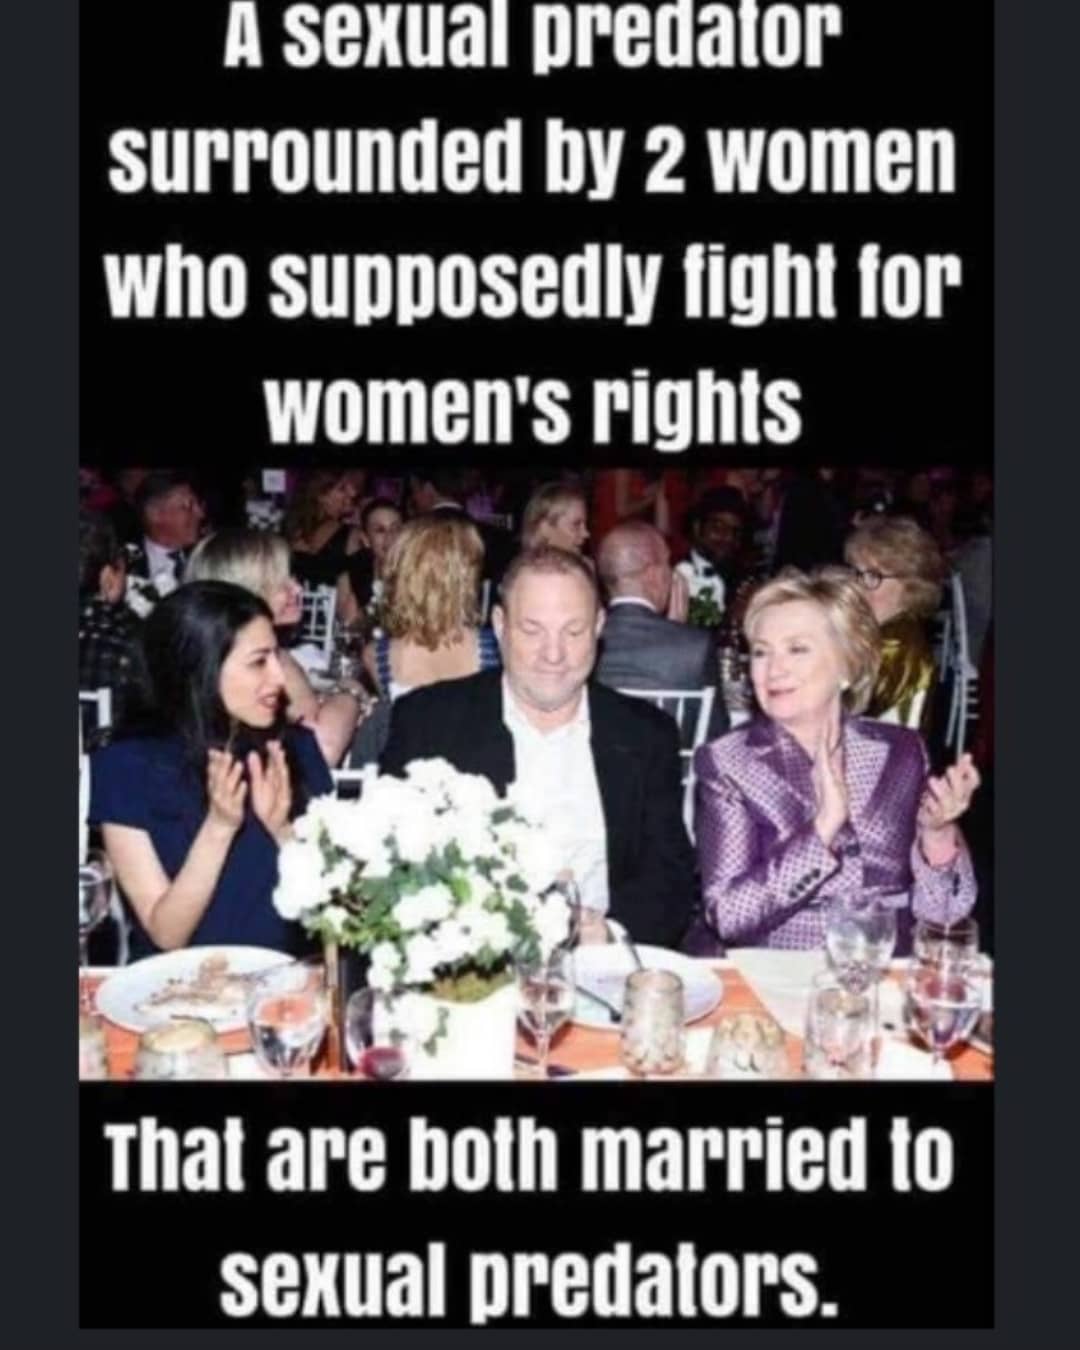 A sexual predator
surrounded by 2 women
who supposedly fight for
women's rights
That are both married to
sexual predators.